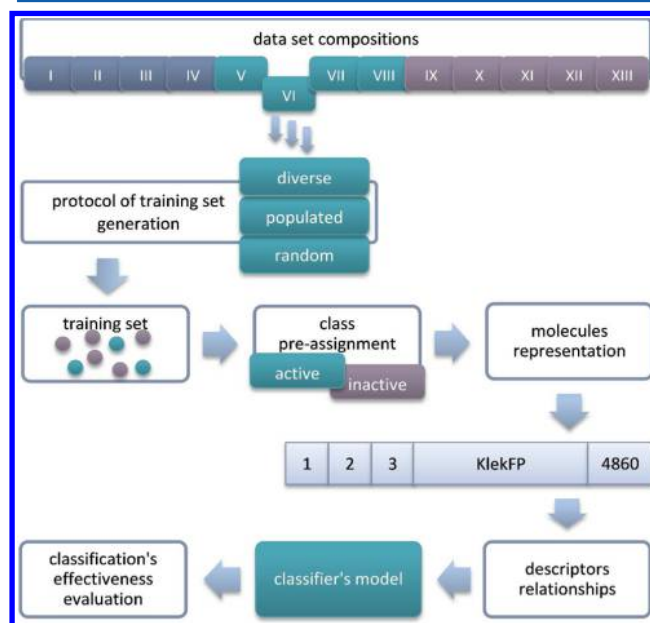 data set compositions
I II III IV V VI VII VIII IX X XI XII XIII
diverse
protocol of training set
generation
populated
random
training set
class
pre-assignment
active
inactive
molecules
representation
1 2 3 KlekFP 4860
classification's
effectiveness
evaluation
classifier's model
descriptors
relationships